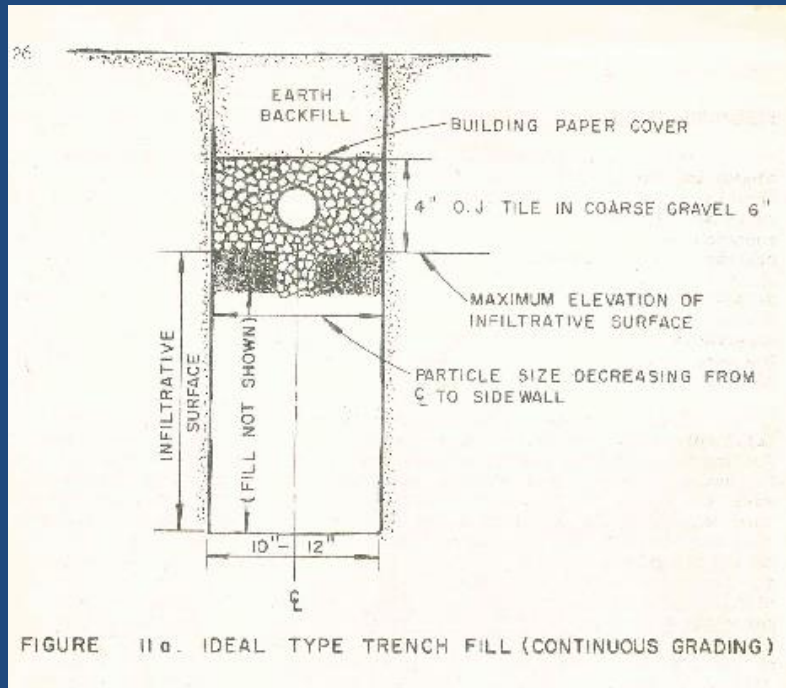 26
EARTH
BACKFILL
BUILDING PAPER COVER
4" O.J. TILE IN COARSE GRAVEL 6"
MAXIMUM ELEVATION OF
INFILTRATIVE SURFACE
PARTICLE SIZE DECREASING FROM
℄ TO SIDEWALL
INFILTRATIVE
SURFACE
(FILL NOT SHOWN)
10"- 12"
℄
FIGURE 11a. IDEAL TYPE TRENCH FILL (CONTINUOUS GRADING)